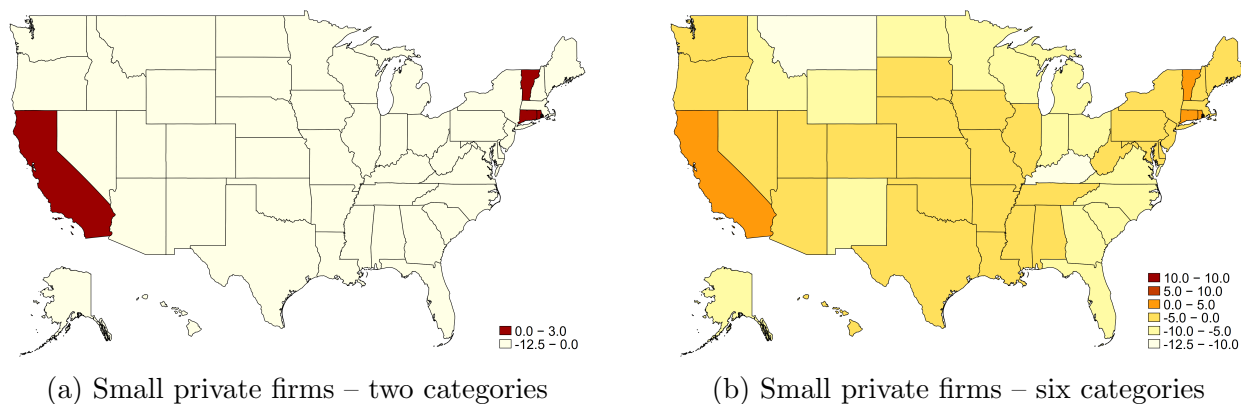 0.0 – 3.0
-12.5 – 0.0
10.0 – 10.0
5.0 – 10.0
0.0 – 5.0
-5.0 – 0.0
-10.0 – -5.0
-12.5 – -10.0
(a) Small private firms – two categories
(b) Small private firms – six categories